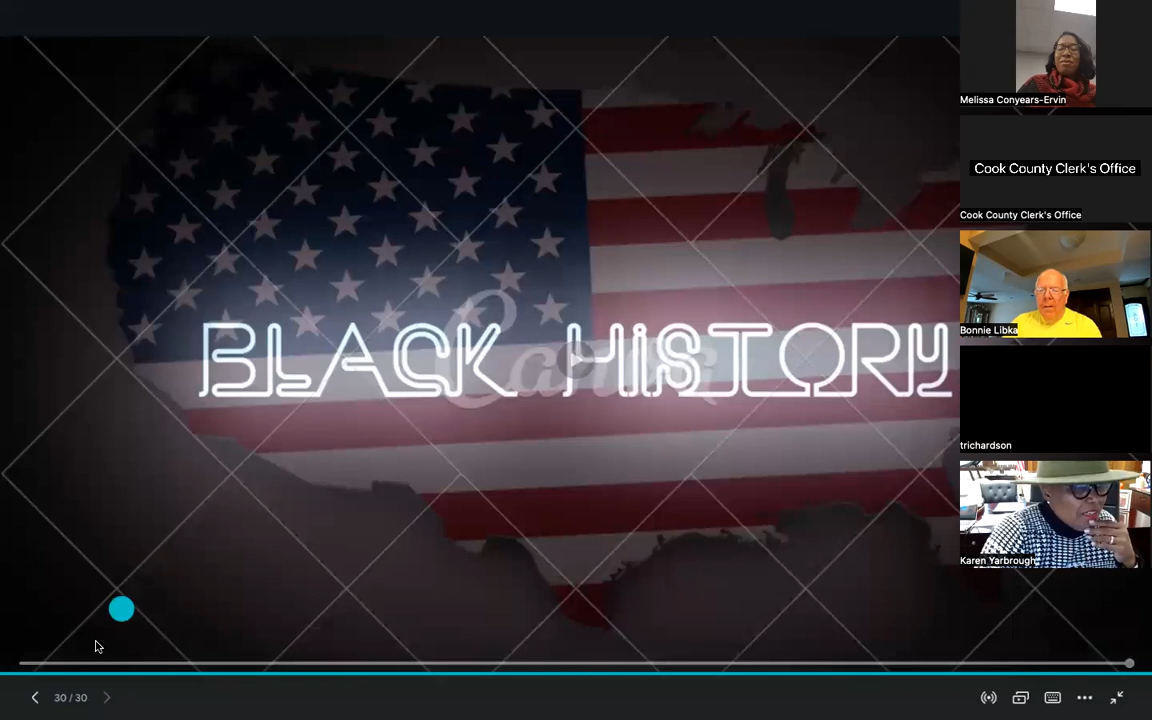 BLACK HISTORY
Canva
Melissa Conyears-Ervin
Cook County Clerk's Office
Cook County Clerk's Office
Bonnie Libka
trichardson
Karen Yarbrough
30 / 30